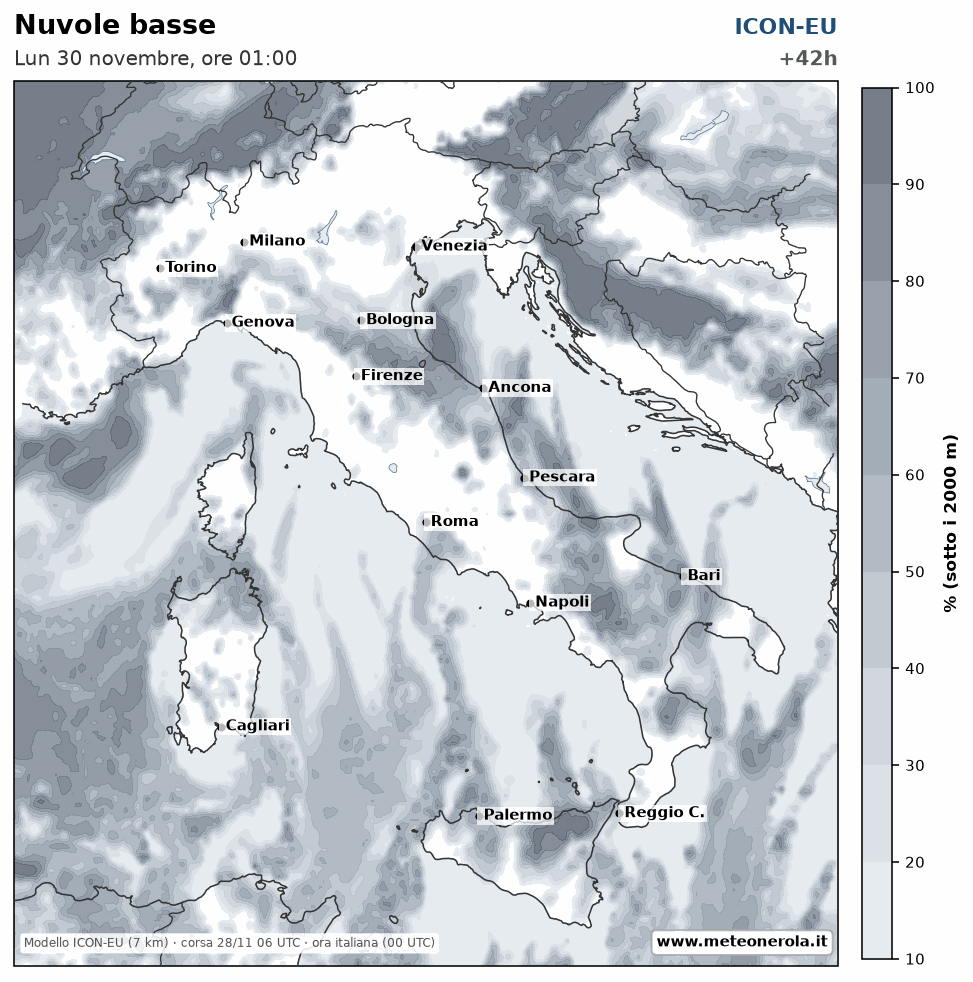 Nuvole basse
ICON-EU
Lun 30 novembre, ore 01:00
+42h
Milano
Venezia
Torino
Genova
Bologna
Firenze
Ancona
Pescara
Roma
Bari
Napoli
Cagliari
Palermo
Reggio C.
Modello ICON-EU (7 km) · corsa 28/11 06 UTC · ora italiana (00 UTC)
www.meteonerola.it
100
90
80
70
60
50
40
30
20
10
% (sotto i 2000 m)